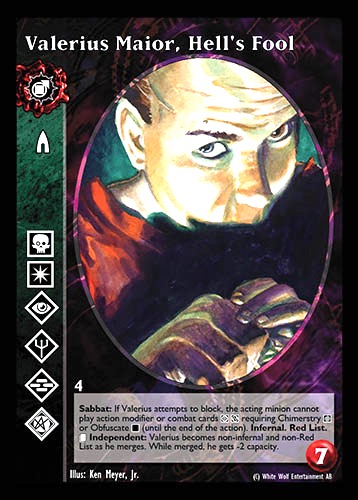 Valerius Maior, Hell's Fool
4
Sabbat: If Valerius attempts to block, the acting minion cannot
play action modifier or combat cards requiring Chimerstry
or Obfuscate (until the end of the action). Infernal. Red List.
Independent: Valerius becomes non-infernal and non-Red
List as he merges. While merged, he gets -2 capacity.
7
Illus: Ken Meyer, Jr.
(C) White Wolf Entertainment AB